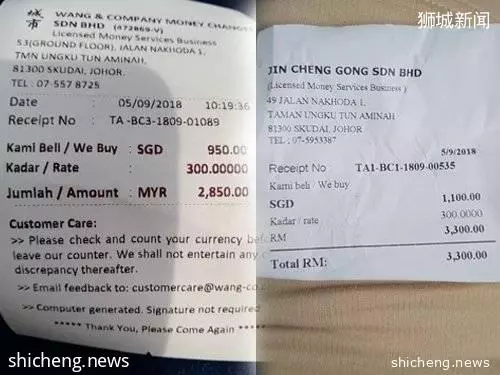 城市
WANG & COMPANY MONEY CHANGE
SDN BHD (472869-V)
Licensed Money Services Business
53(GROUND FLOOR), JALAN NAKHODA 1,
TMN UNGKU TUN AMINAH,
81300 SKUDAI, JOHOR.
TEL : 07-557 8725
Date : 05/09/2018 10:19:36
Receipt No : TA -BC3-1809-01089
Kami Beli / We Buy : SGD 950.00
Kadar / Rate : 300.00000
Jumlah / Amount : MYR 2,850.00
Customer Care:
>> Please check and count your currency bef
leave our counter. We shall not entertain any
discrepancy thereafter.
>> Email feedback to: customercare@wang-co.
>> Computer generated. Signature not required
***** Thank You, Please Come Again *****
shicheng.news
狮城新闻
JIN CHENG GONG SDN BHD
(Licensed Money Services Business )
49 JALAN NAKHODA 1,
TAMAN UNGKU TUN AMINAH
81300 SKUDAI, JOHOR
TEL : 07-5953387
5/9/2018
Receipt No TA1-BC1-1809-00535
Kami beli / We buy
SGD 1,100.00
Kadar / rate 300.0000
RM 3,300.00
Total RM: 3,300.00
shicheng.news